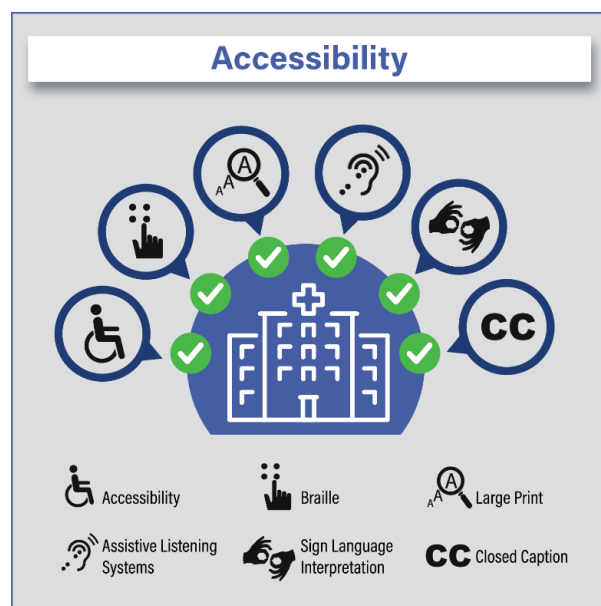 Accessibility
A
A
A
CC
Accessibility
Braille
A
A
A
Large Print
Assistive Listening
Systems
Sign Language
Interpretation
CC Closed Caption